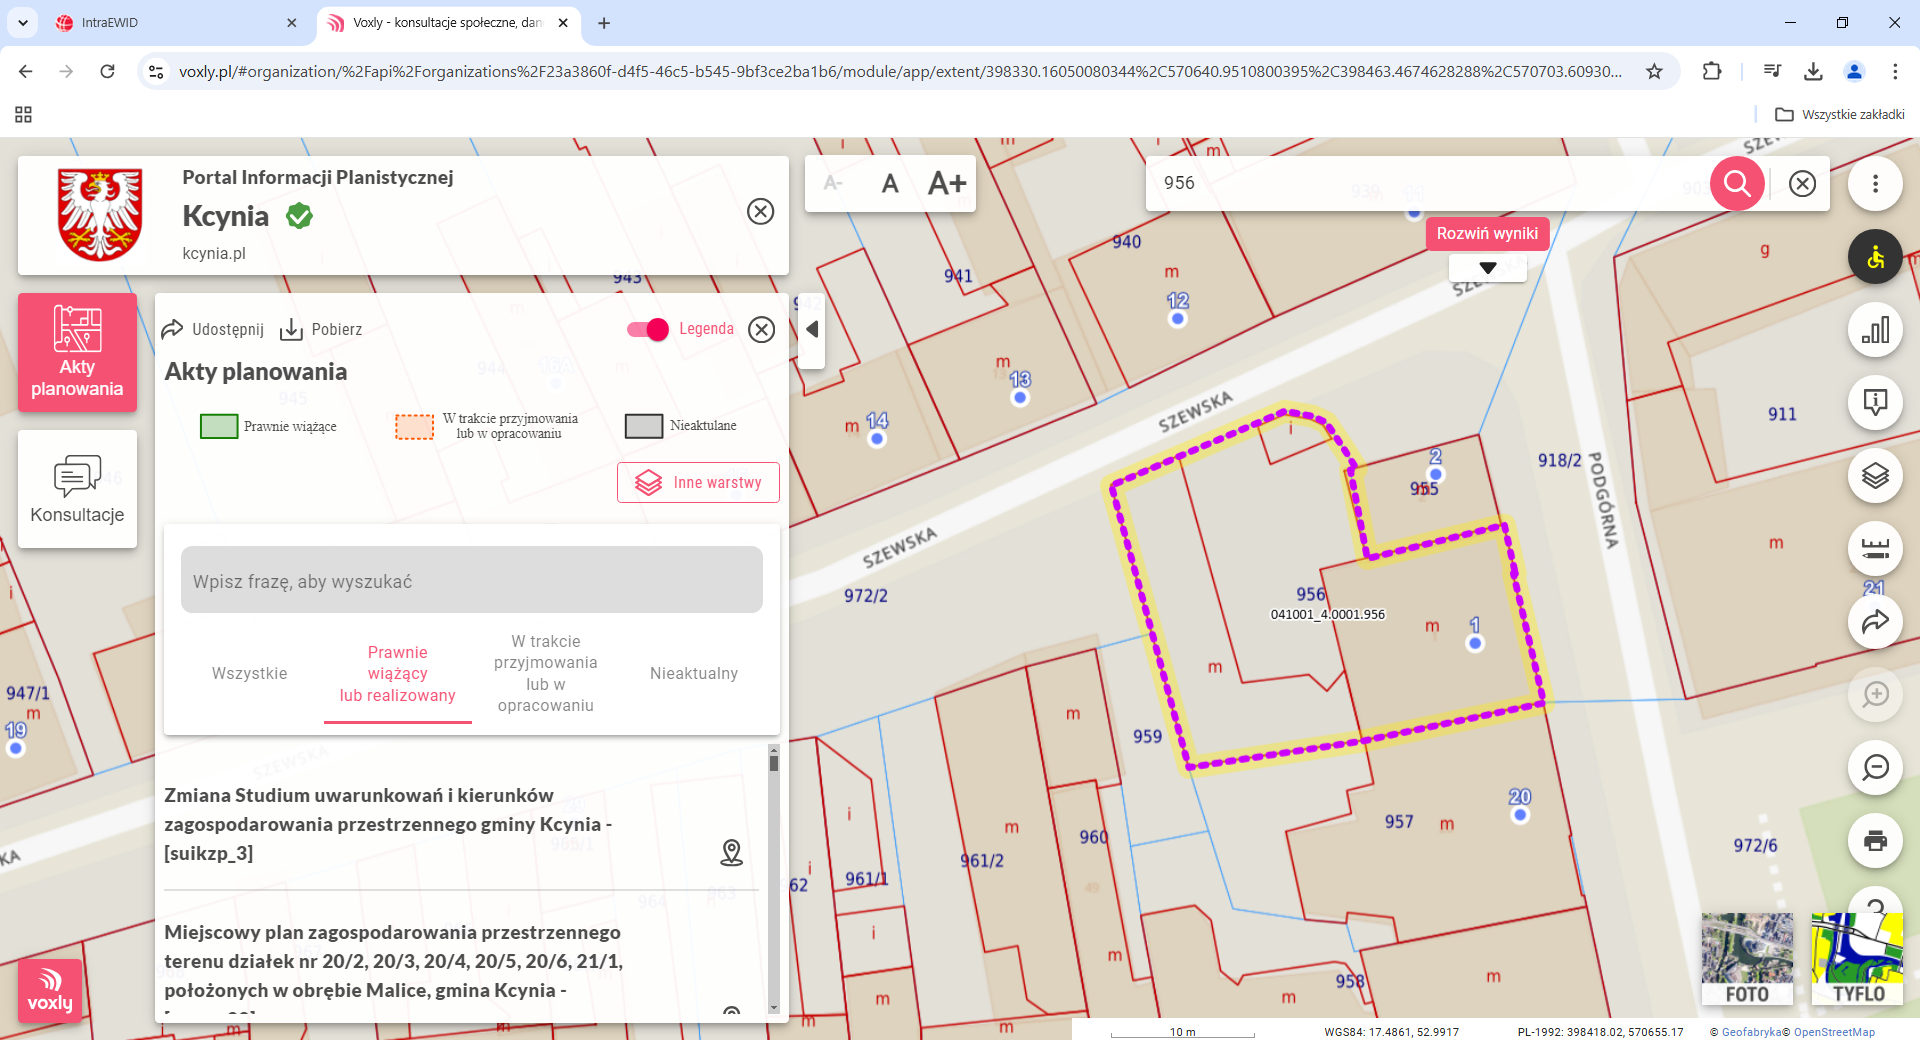 IntraEWID
Voxly - konsultacje społeczne, dan
voxly.pl/#organization/%2Fapi%2Forganizations%2F23a3860f-d4f5-46c5-b545-9bf3ce2ba1b6/module/app/extent/398330.16050080344%2C570640.9510800395%2C398463.4674628288%2C570703.60930...
Wszystkie zakładki
Portal Informacji Planistycznej
Kcynia
kcynia.pl
A- A A+
956
Rozwiń wyniki
Akty
planowania
Konsultacje
Udostępnij
Pobierz
Legenda
Akty planowania
Prawnie wiążące
W trakcie przyjmowania
lub w opracowaniu
Nieaktulane
Inne warstwy
Wpisz frazę, aby wyszukać
Wszystkie
Prawnie
wiążący
lub realizowany
W trakcie
przyjmowania
lub w
opracowaniu
Nieaktualny
Zmiana Studium uwarunkowań i kierunków
zagospodarowania przestrzennego gminy Kcynia -
[suikzp_3]
Miejscowy plan zagospodarowania przestrzennego
terenu działek nr 20/2, 20/3, 20/4, 20/5, 20/6, 21/1,
położonych w obrębie Malice, gmina Kcynia -
voxly
943
941
940
939
m
12
m
13
m
14
g
911
918/2
SZEWSKA
SZEWSKA
PODGÓRNA
i
2
955
956
041001_4.0001.956
m
1
m
m
972/2
947/1
m
19
i
21
959
m
957
m
20
972/6
960
m
961/2
961/1
i
i
62
i
49
m
m
958
m
m
m
m
m
m
FOTO
TYFLO
10 m
WGS84: 17.4861, 52.9917
PL-1992: 398418.02, 570655.17
© Geofabryka© OpenStreetMap